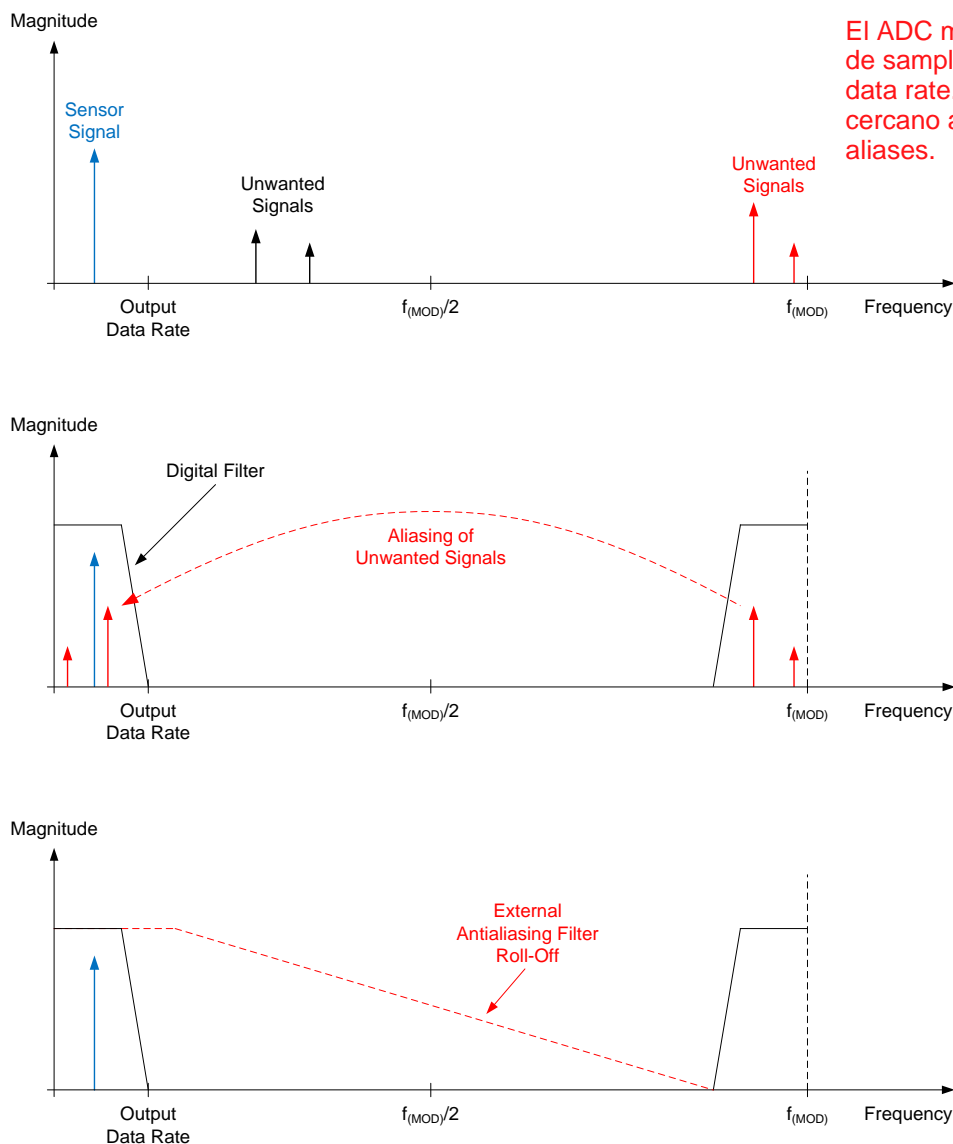 Magnitude
El ADC m
de sampl
data rate
cercano a
aliases.
Sensor
Signal
Unwanted
Signals
Unwanted
Signals
Output
Data Rate
f(MOD)/2
f(MOD)
Frequency
Magnitude
Digital Filter
Aliasing of
Unwanted Signals
Output
Data Rate
f(MOD)/2
f(MOD)
Frequency
Magnitude
External
Antialiasing Filter
Roll-Off
Output
Data Rate
f(MOD)/2
f(MOD)
Frequency